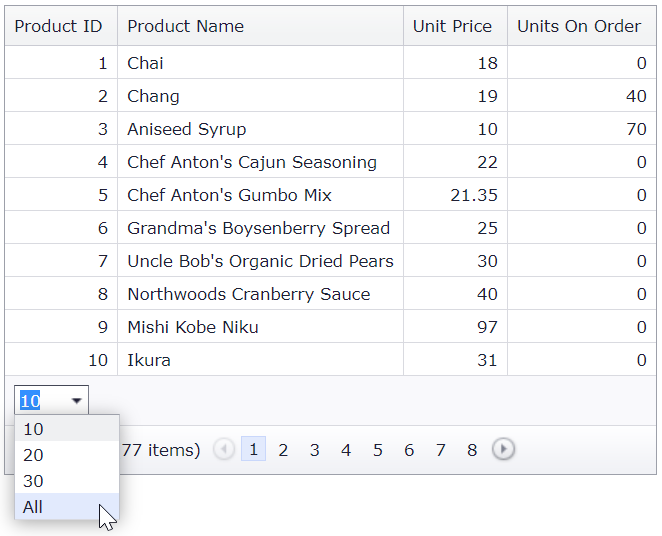 Product ID Product Name Unit Price Units On Order
1 Chai 18 0
2 Chang 19 40
3 Aniseed Syrup 10 70
4 Chef Anton's Cajun Seasoning 22 0
5 Chef Anton's Gumbo Mix 21.35 0
6 Grandma's Boysenberry Spread 25 0
7 Uncle Bob's Organic Dried Pears 30 0
8 Northwoods Cranberry Sauce 40 0
9 Mishi Kobe Niku 97 0
10 Ikura 31 0
10
10
77 items) 1 2 3 4 5 6 7 8
20
30
All